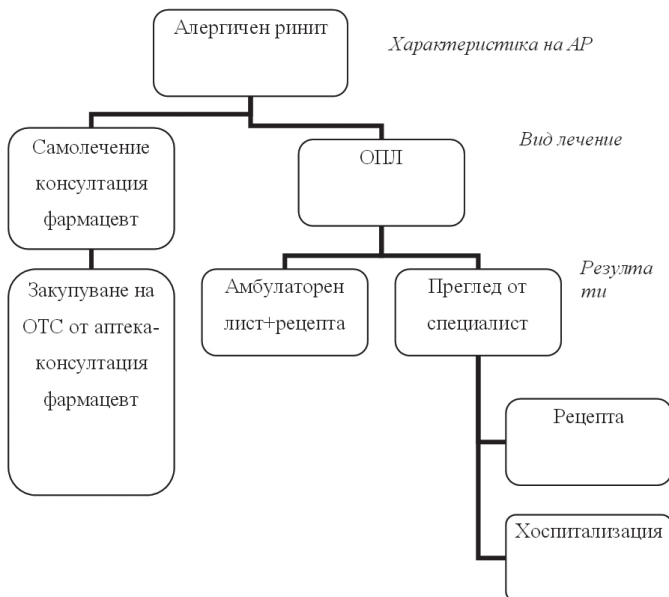 Алергичен ринит
Характеристика на АР
Самолечение
консултация
фармацевт
ОПЛ
Вид лечение
Закупуване на
ОТС от аптека-
консултация
фармацевт
Амбулаторен
лист+рецепта
Преглед от
специалист
Резулта
ти
Рецепта
Хоспитализация